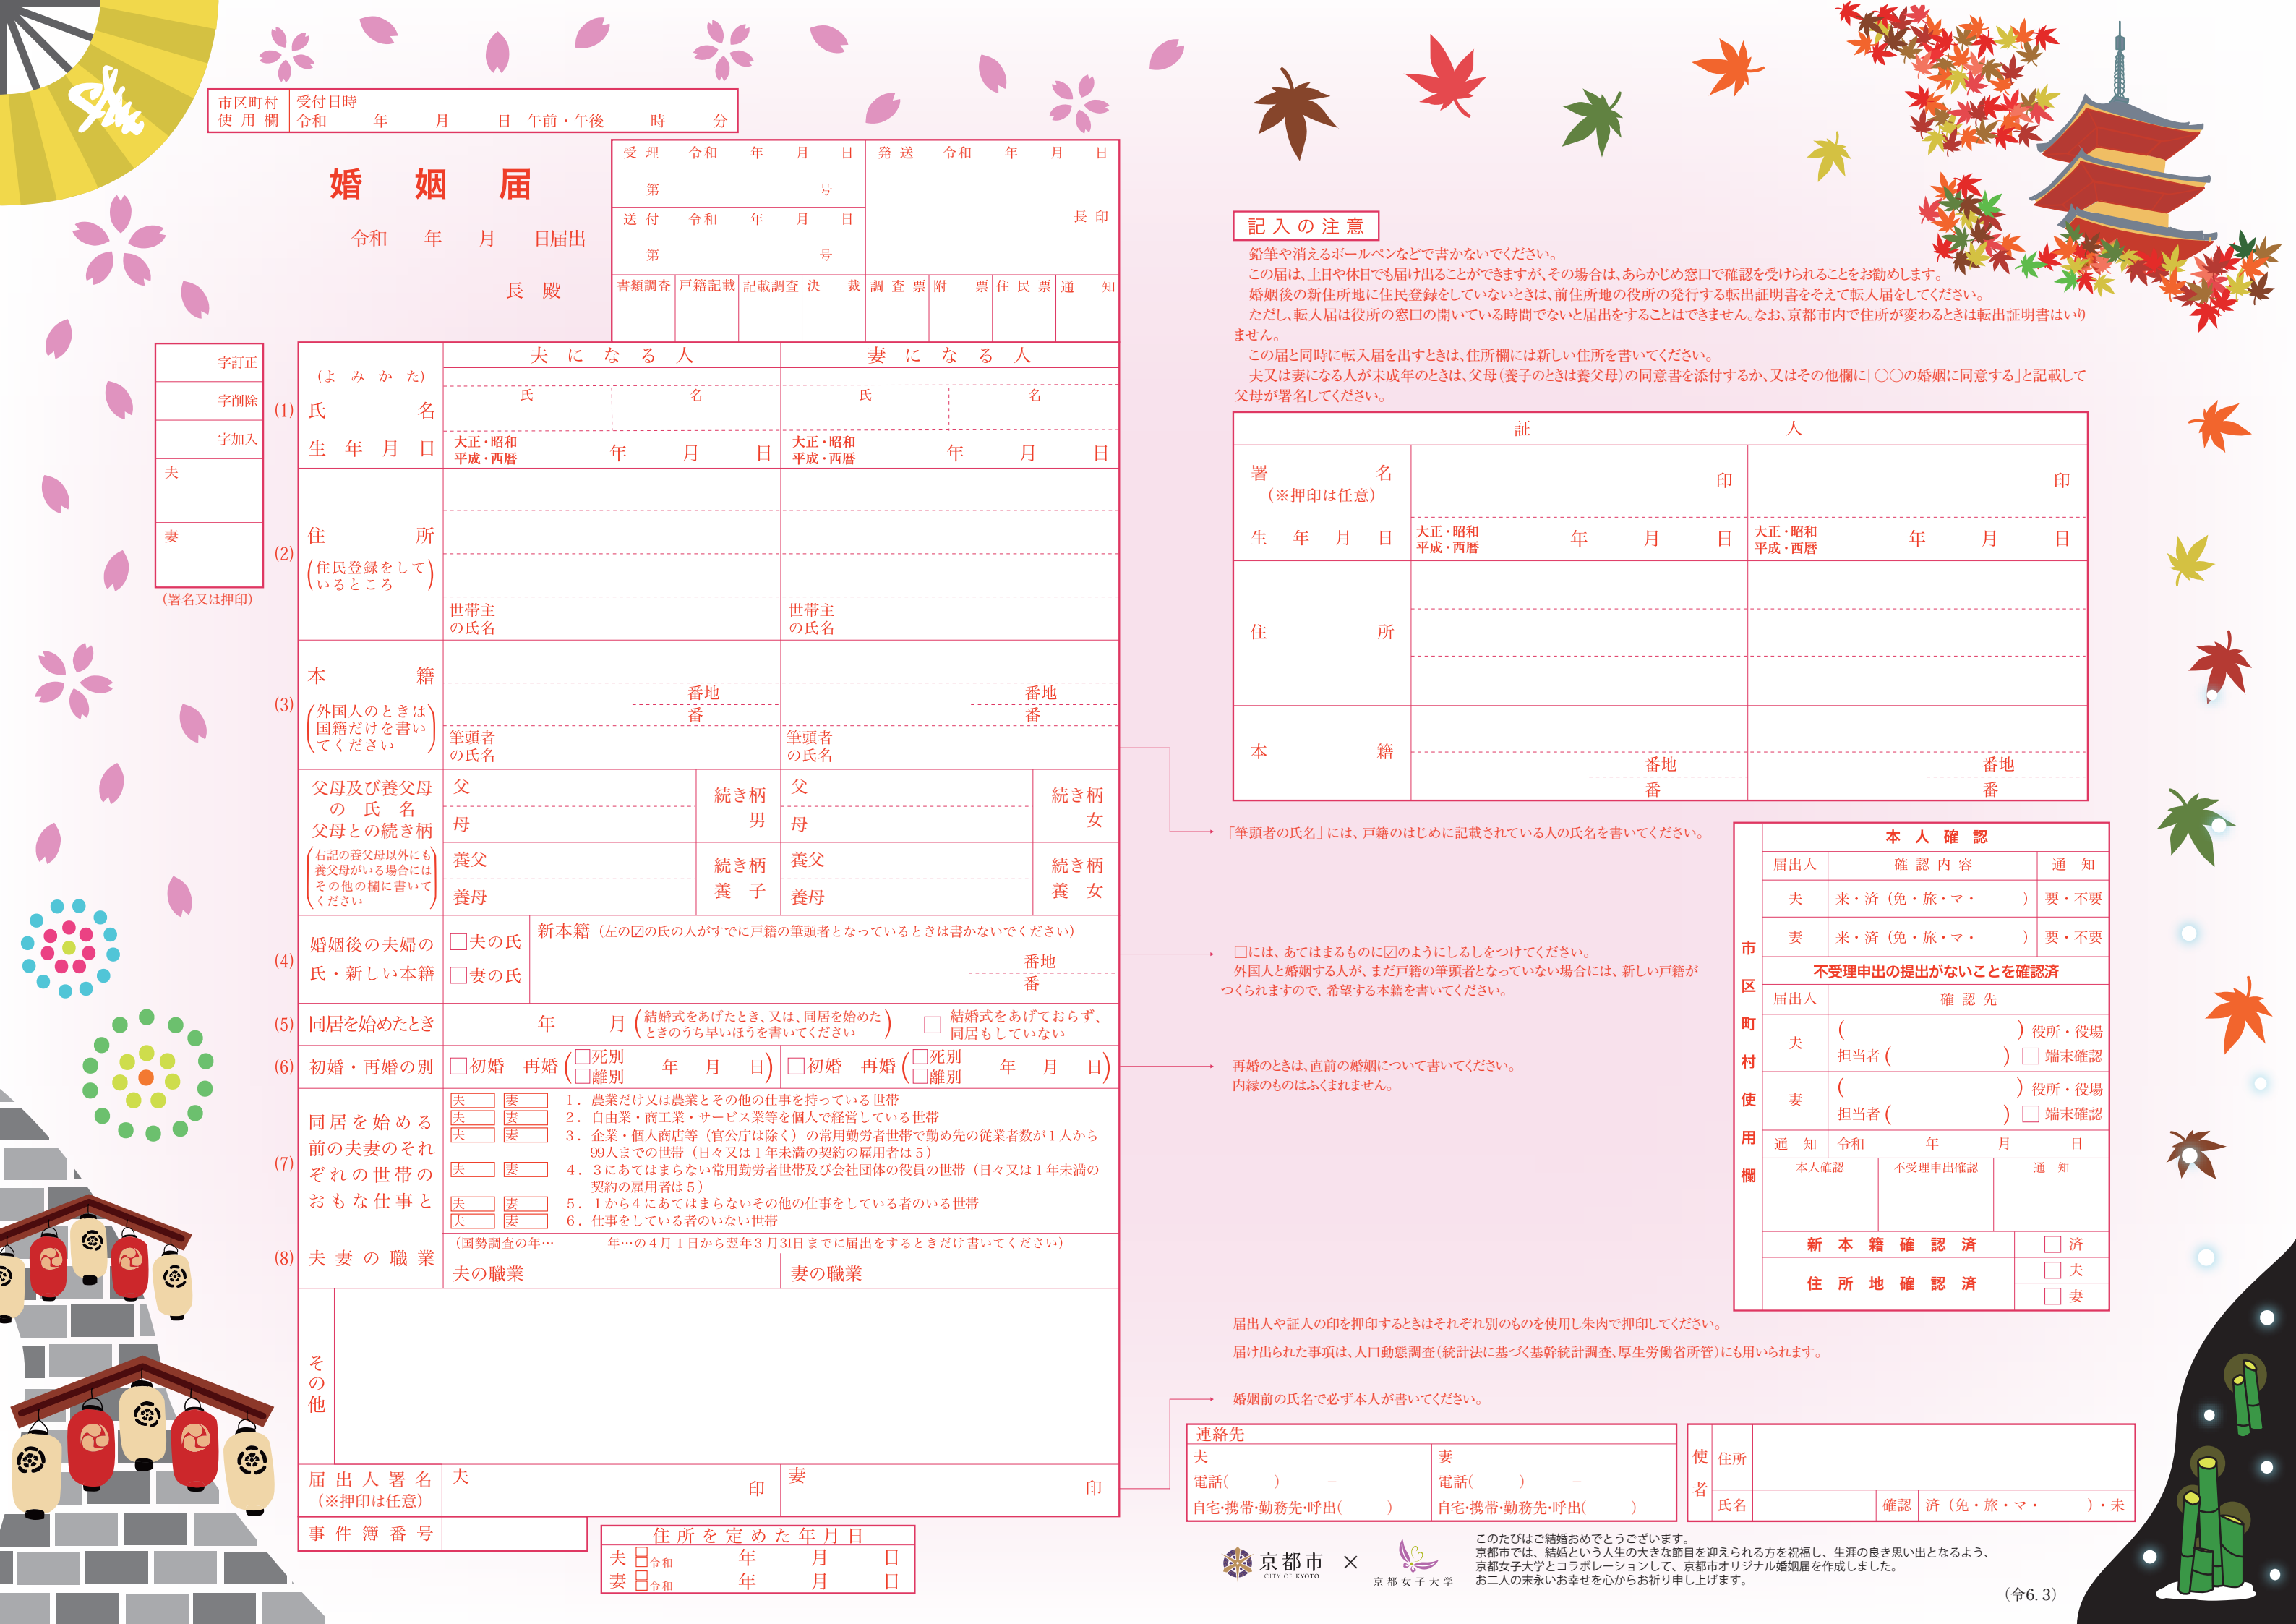 市区町村
使用欄
受付日時
令和　年　月　日　午前・午後　時　分
婚姻届
令和　年　月　日届出
長　殿
受理　令和　年　月　日
第　号
送付　令和　年　月　日
第　号
発送　令和　年　月　日
長印
書類調査　戸籍記載　記載調査　決裁　調査票　附票　住民票　通知
字訂正
字削除
字加入
夫
妻
（署名又は押印）
夫になる人　妻になる人
(1)
（よみかた）
氏名
氏　名　氏　名
生年月日
大正・昭和
平成・西暦
年　月　日
大正・昭和
平成・西暦
年　月　日
(2)
住所
（住民登録をして
いるところ）
世帯主
の氏名
世帯主
の氏名
(3)
本籍
（外国人のときは
国籍だけを書い
てください）
番地
番
番地
番
筆頭者
の氏名
筆頭者
の氏名
父母及び養父母
の氏名
父母との続き柄
（右記の養父母以外にも
養父母がいる場合には
その他の欄に書いて
ください）
父
母
続き柄
男
父
母
続き柄
女
養父
養母
続き柄
養子
養父
養母
続き柄
養女
(4)
婚姻後の夫婦の
氏・新しい本籍
□夫の氏
□妻の氏
新本籍（左の☑の氏の人がすでに戸籍の筆頭者となっているときは書かないでください）
番地
番
(5)
同居を始めたとき
年　月
（結婚式をあげたとき、又は、同居を始めた
ときのうち早いほうを書いてください）
□ 結婚式をあげておらず、
同居もしていない
(6)
初婚・再婚の別
□初婚　再婚（□死別
□離別　年　月　日）
□初婚　再婚（□死別
□離別　年　月　日）
(7)
同居を始める
前の夫妻のそれ
ぞれの世帯の
おもな仕事と
夫　妻　1．農業だけ又は農業とその他の仕事を持っている世帯
夫　妻　2．自由業・商工業・サービス業等を個人で経営している世帯
夫　妻　3．企業・個人商店等（官公庁は除く）の常用勤労者世帯で勤め先の従業者数が1人から
99人までの世帯（日々又は1年未満の契約の雇用者は5）
夫　妻　4．3にあてはまらない常用勤労者世帯及び会社団体の役員の世帯（日々又は1年未満の
契約の雇用者は5）
夫　妻　5．1から4にあてはまらないその他の仕事をしている者のいる世帯
夫　妻　6．仕事をしている者のいない世帯
(8)
夫妻の職業
（国勢調査の年…　年…の4月1日から翌年3月31日までに届出をするときだけ書いてください）
夫の職業　妻の職業
その他
届出人署名
（※押印は任意）
夫　印　妻　印
事件簿番号
住所を定めた年月日
夫　□
□令和　年　月　日
妻　□
□令和　年　月　日
記入の注意
鉛筆や消えるボールペンなどで書かないでください。
この届は、土日や休日でも届け出ることができますが、その場合は、あらかじめ窓口で確認を受けられることをお勧めします。
婚姻後の新住所地に住民登録をしていないときは、前住所地の役所の発行する転出証明書をそえて転入届をしてください。
ただし、転入届は役所の窓口の開いている時間でないと届出をすることはできません。なお、京都市内で住所が変わるときは転出証明書はいり
ません。
この届と同時に転入届を出すときは、住所欄には新しい住所を書いてください。
夫又は妻になる人が未成年のときは、父母（養子のときは養父母）の同意書を添付するか、又はその他欄に「〇〇の婚姻に同意する」と記載して
父母が署名してください。
証人
署名
（※押印は任意）
印　印
生年月日
大正・昭和
平成・西暦
年　月　日
大正・昭和
平成・西暦
年　月　日
住所
本籍
番地
番
番地
番
「筆頭者の氏名」には、戸籍のはじめに記載されている人の氏名を書いてください。
□には、あてはまるものに☑のようにしるしをつけてください。
外国人と婚姻する人が、まだ戸籍の筆頭者となっていない場合には、新しい戸籍が
つくられますので、希望する本籍を書いてください。
再婚のときは、直前の婚姻について書いてください。
内縁のものはふくまれません。
市区町村使用欄
本人確認
届出人　確認内容　通知
夫　来・済（免・旅・マ・　）　要・不要
妻　来・済（免・旅・マ・　）　要・不要
不受理申出の提出がないことを確認済
届出人　確認先
夫　（　）役所・役場
担当者（　）□端末確認
妻　（　）役所・役場
担当者（　）□端末確認
通知　令和　年　月　日
本人確認　不受理申出確認　通知
新本籍確認済　□ 済
住所地確認済　□ 夫
□ 妻
届出人や証人の印を押印するときはそれぞれ別のものを使用し朱肉で押印してください。
届け出られた事項は、人口動態調査（統計法に基づく基幹統計調査、厚生労働省所管）にも用いられます。
婚姻前の氏名で必ず本人が書いてください。
連絡先
夫
電話（　）　－
自宅・携帯・勤務先・呼出（　）
妻
電話（　）　－
自宅・携帯・勤務先・呼出（　）
使者
住所
氏名　確認　済（免・旅・マ・　）・未
京都市
CITY OF KYOTO
×
京都女子大学
このたびはご結婚おめでとうございます。
京都市では、結婚という人生の大きな節目を迎えられる方を祝福し、生涯の良き思い出となるよう、
京都女子大学とコラボレーションして、京都市オリジナル婚姻届を作成しました。
お二人の末永いお幸せを心からお祈り申し上げます。
（令6.3）